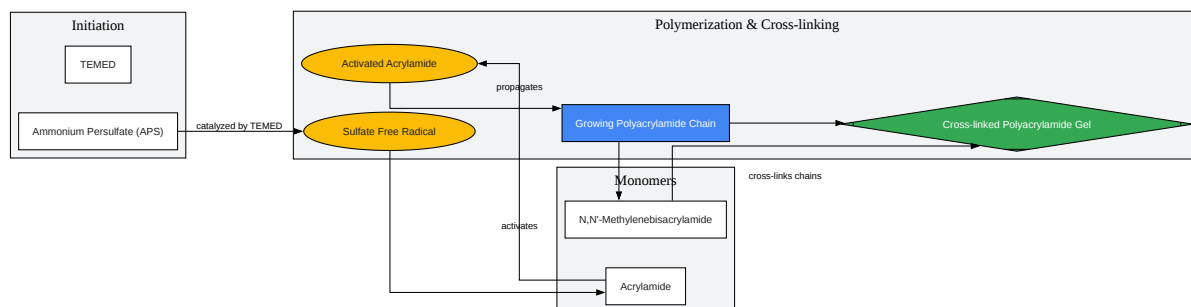 Initiation
Polymerization & Cross-linking
TEMED
Activated Acrylamide
propagates
Ammonium Persulfate (APS)
catalyzed by TEMED
Sulfate Free Radical
Growing Polyacrylamide Chain
Cross-linked Polyacrylamide Gel
Monomers
cross-links chains
N,N'-Methylenebisacrylamide
activates
Acrylamide